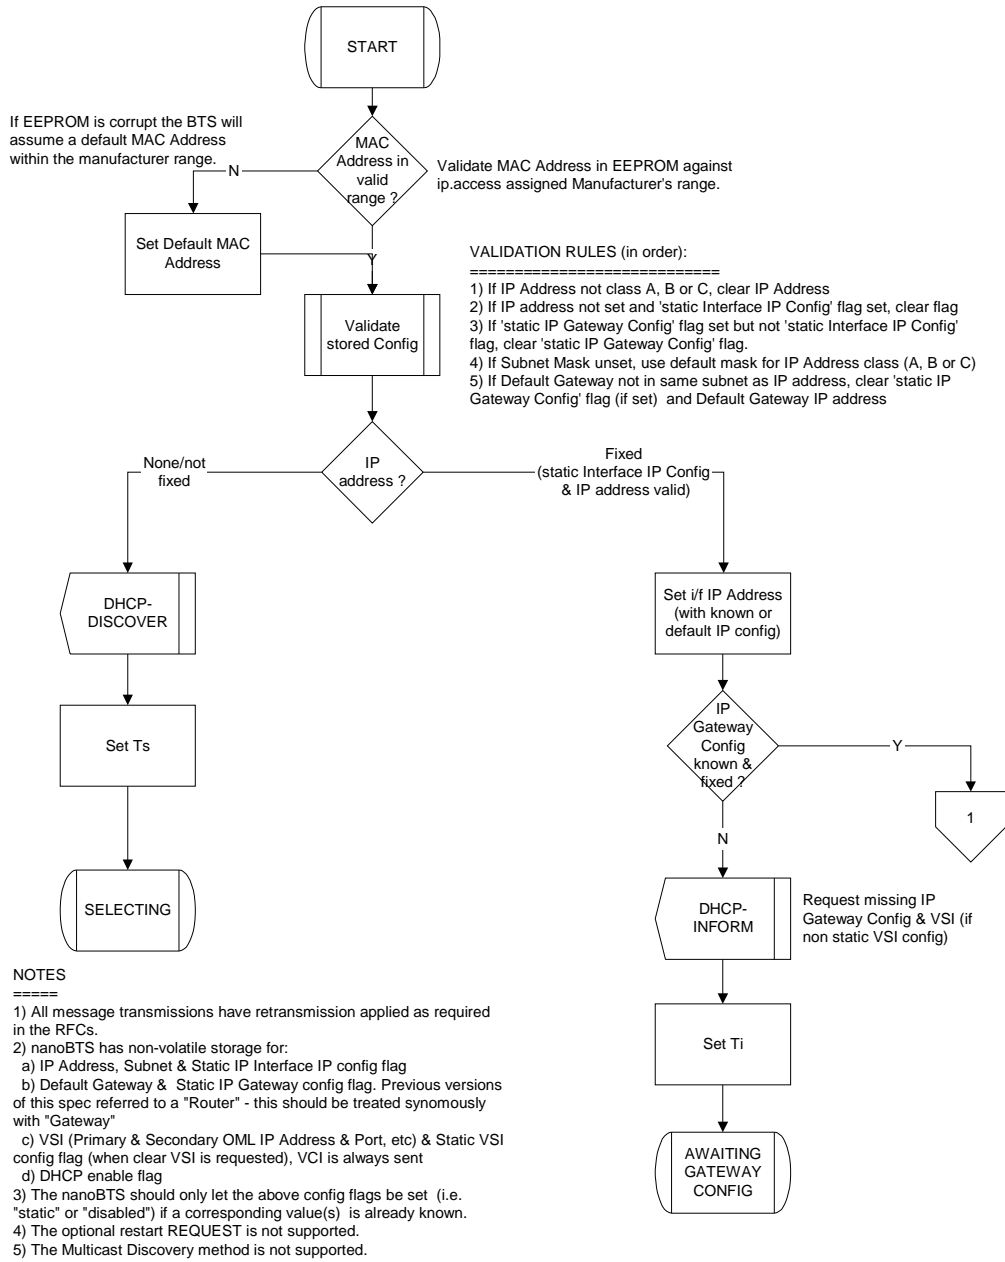 START
If EEPROM is corrupt the BTS will
assume a default MAC Address
within the manufacturer range.
MAC
Address in
valid
range ?
N
Validate MAC Address in EEPROM against
ip.access assigned Manufacturer's range.
Set Default MAC
Address
Y
VALIDATION RULES (in order):
============================
1) If IP Address not class A, B or C, clear IP Address
2) If IP address not set and 'static Interface IP Config' flag set, clear flag
3) If 'static IP Gateway Config' flag set but not 'static Interface IP Config'
flag, clear 'static IP Gateway Config' flag.
4) If Subnet Mask unset, use default mask for IP Address class (A, B or C)
5) If Default Gateway not in same subnet as IP address, clear 'static IP
Gateway Config' flag (if set)  and Default Gateway IP address
Validate
stored Config
IP
address ?
None/not
fixed
Fixed
(static Interface IP Config
& IP address valid)
DHCP-
DISCOVER
Set i/f IP Address
(with known or
default IP config)
Set Ts
IP
Gateway
Config
known &
fixed ?
Y
1
N
SELECTING
DHCP-
INFORM
Request missing IP
Gateway Config & VSI (if
non static VSI config)
Set Ti
AWAITING
GATEWAY
CONFIG
NOTES
=====
1) All message transmissions have retransmission applied as required
in the RFCs.
2) nanoBTS has non-volatile storage for:
a) IP Address, Subnet & Static IP Interface IP config flag
b) Default Gateway &  Static IP Gateway config flag. Previous versions
of this spec referred to a "Router" - this should be treated synomously
with "Gateway"
c) VSI (Primary & Secondary OML IP Address & Port, etc) & Static VSI
config flag (when clear VSI is requested), VCI is always sent
d) DHCP enable flag
3) The nanoBTS should only let the above config flags be set  (i.e.
"static" or "disabled") if a corresponding value(s)  is already known.
4) The optional restart REQUEST is not supported.
5) The Multicast Discovery method is not supported.